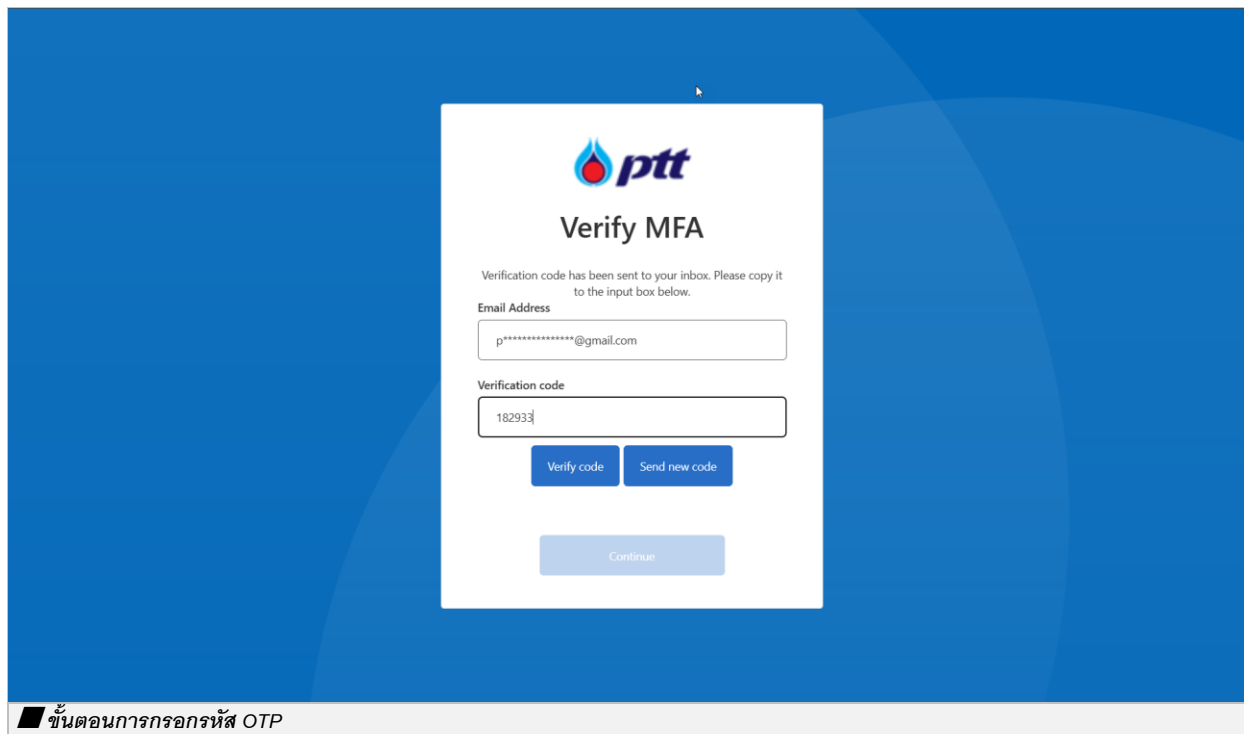 ptt
Verify MFA
Verification code has been sent to your inbox. Please copy it
to the input box below.
Email Address
p***************@gmail.com
Verification code
182933
Verify code Send new code
Continue
ขั้นตอนการกรอกรหัส OTP